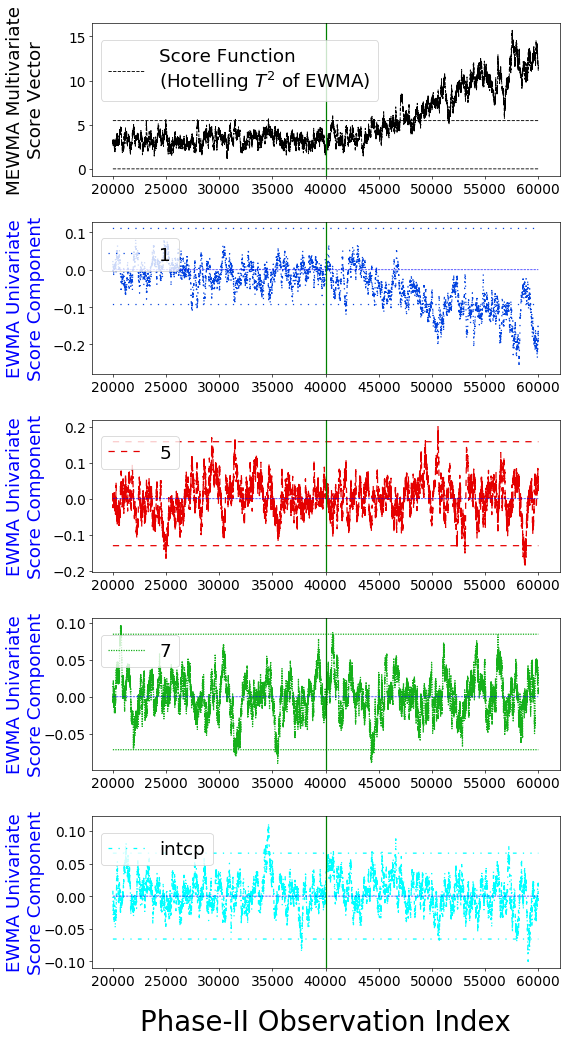 MEWMA Multivariate
Score Vector
15
10
5
0
Score Function
(Hotelling T² of EWMA)
20000 25000 30000 35000 40000 45000 50000 55000 60000
EWMA Univariate
Score Component
0.1
0.0
−0.1
−0.2
1
20000 25000 30000 35000 40000 45000 50000 55000 60000
EWMA Univariate
Score Component
0.2
0.1
0.0
−0.1
−0.2
5
20000 25000 30000 35000 40000 45000 50000 55000 60000
EWMA Univariate
Score Component
0.10
0.05
0.00
−0.05
7
20000 25000 30000 35000 40000 45000 50000 55000 60000
EWMA Univariate
Score Component
0.10
0.05
0.00
−0.05
−0.10
intcp
20000 25000 30000 35000 40000 45000 50000 55000 60000
Phase-II Observation Index